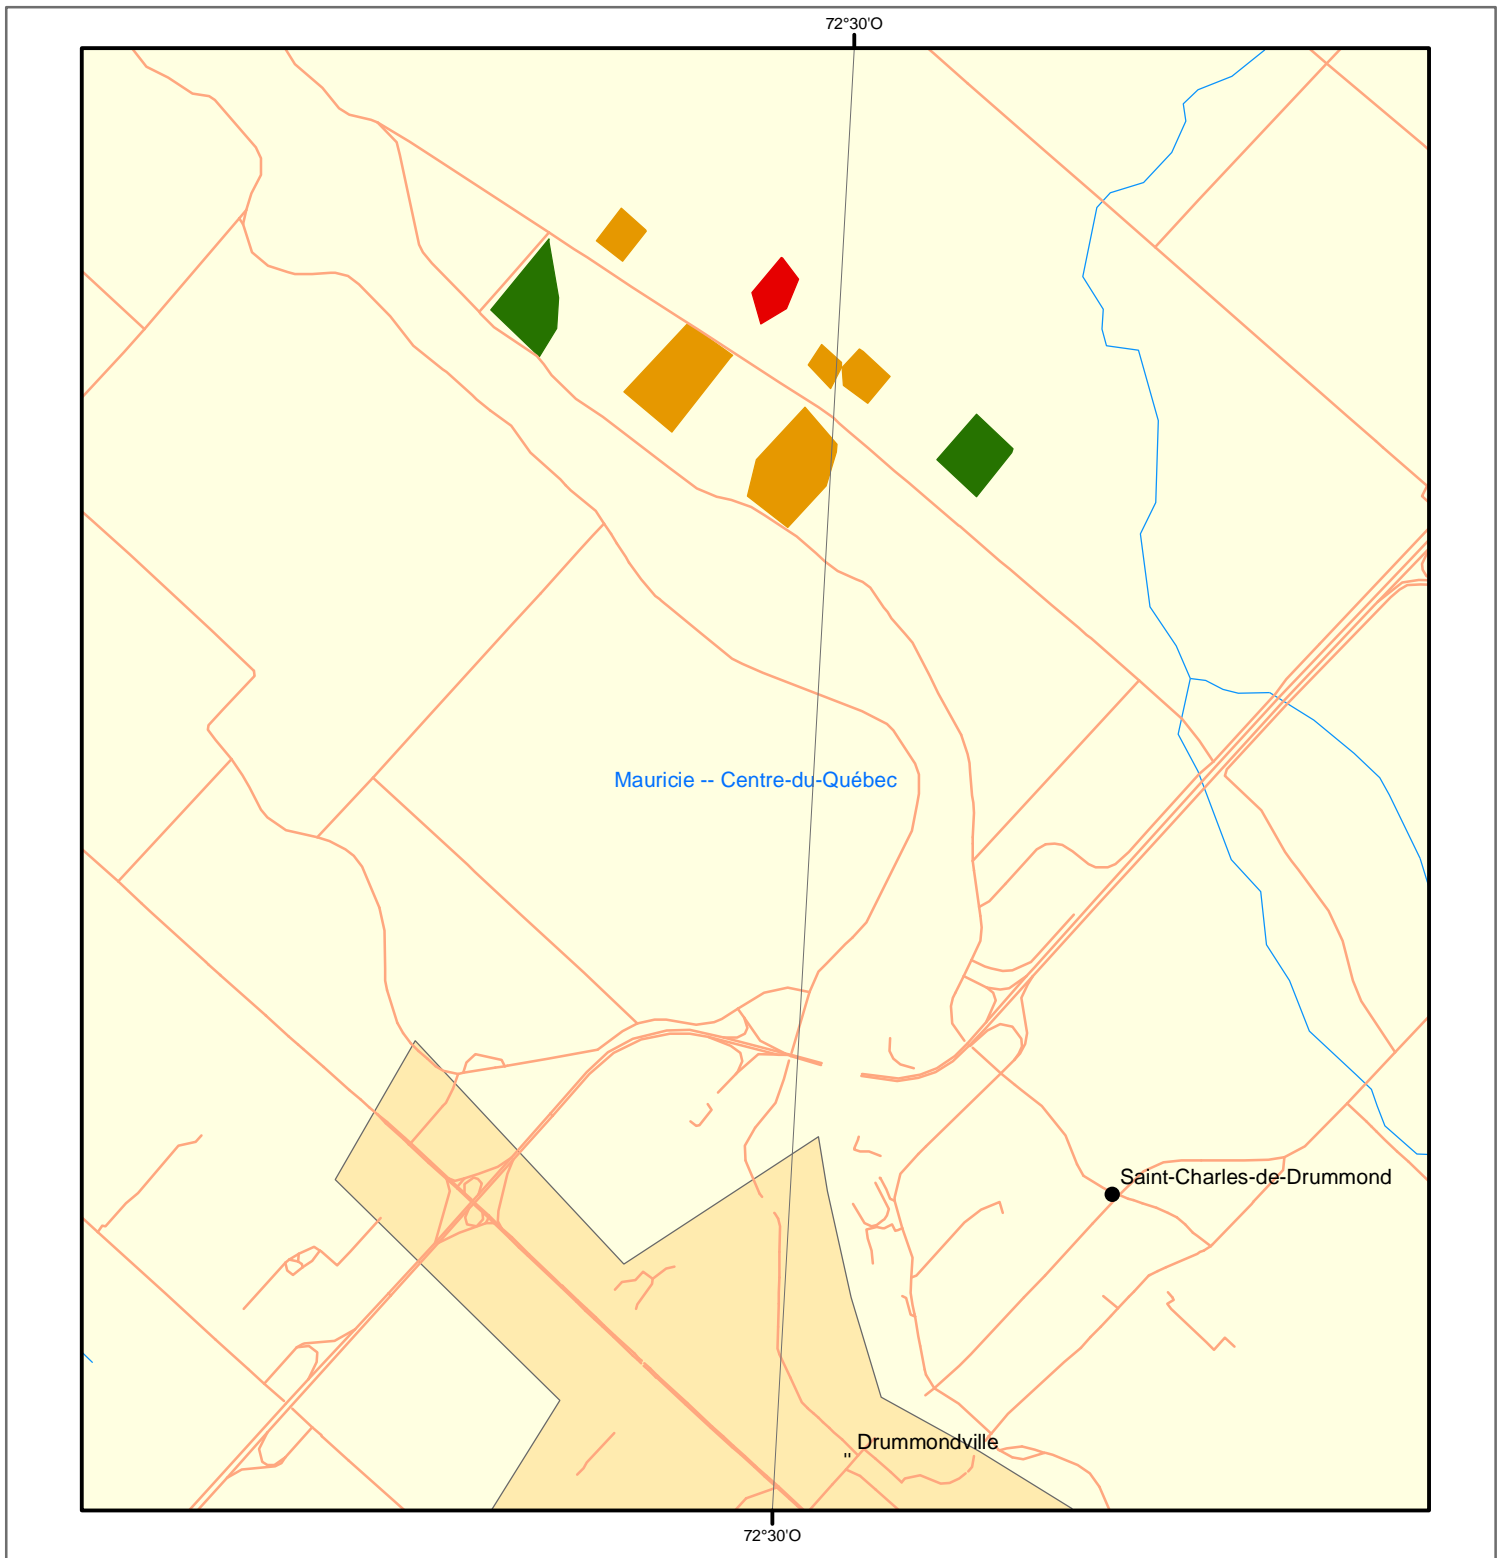 72°30'O
Mauricie -- Centre-du-Québec
Saint-Charles-de-Drummond
Drummondville
"
72°30'O